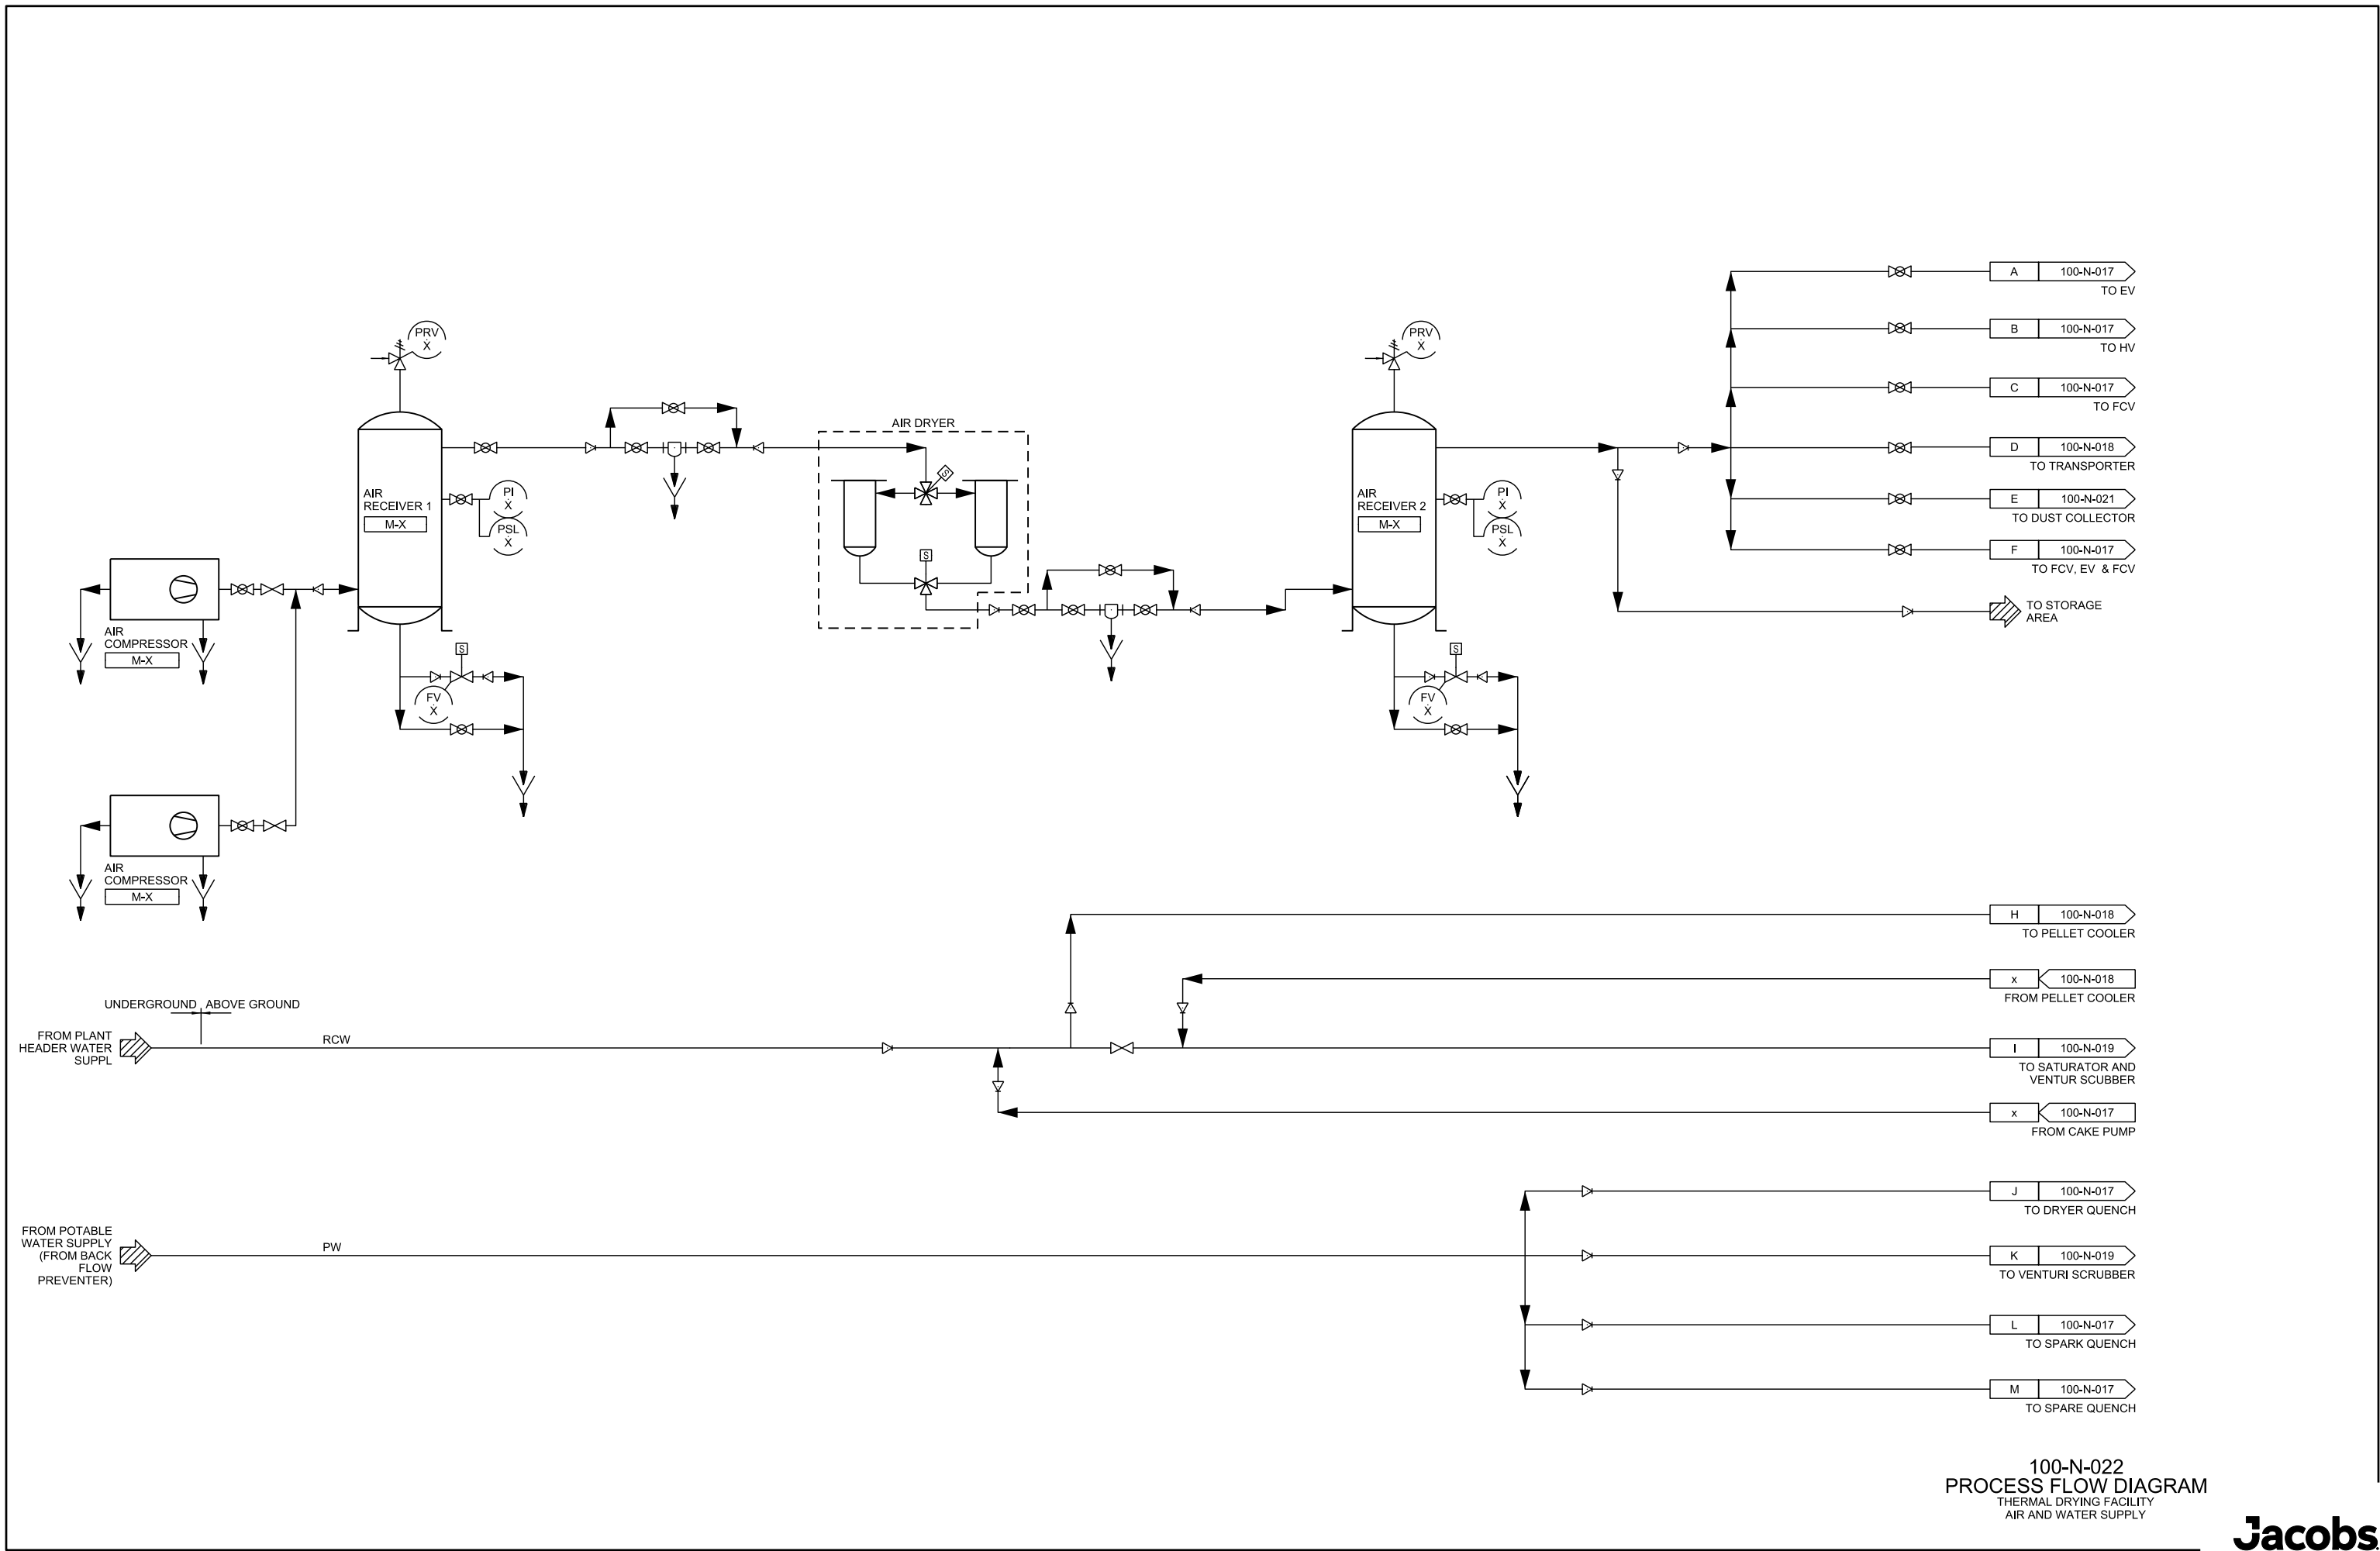 A 100-N-017
TO EV
B 100-N-017
TO HV
C 100-N-017
TO FCV
D 100-N-018
TO TRANSPORTER
E 100-N-021
TO DUST COLLECTOR
F 100-N-017
TO FCV, EV & FCV
TO STORAGE
AREA
PRV
X
PRV
X
AIR DRYER
S
S
AIR
RECEIVER 1
M-X
PI
X
PSL
X
AIR
RECEIVER 2
M-X
PI
X
PSL
X
AIR
COMPRESSOR
M-X
S
FV
X
S
FV
X
AIR
COMPRESSOR
M-X
H 100-N-018
TO PELLET COOLER
x 100-N-018
FROM PELLET COOLER
UNDERGROUND ABOVE GROUND
FROM PLANT
HEADER WATER
SUPPL
RCW
I 100-N-019
TO SATURATOR AND
VENTUR SCUBBER
x 100-N-017
FROM CAKE PUMP
J 100-N-017
TO DRYER QUENCH
FROM POTABLE
WATER SUPPLY
(FROM BACK
FLOW
PREVENTER)
PW
K 100-N-019
TO VENTURI SCRUBBER
L 100-N-017
TO SPARK QUENCH
M 100-N-017
TO SPARE QUENCH
100-N-022
PROCESS FLOW DIAGRAM
THERMAL DRYING FACILITY
AIR AND WATER SUPPLY
Jacobs